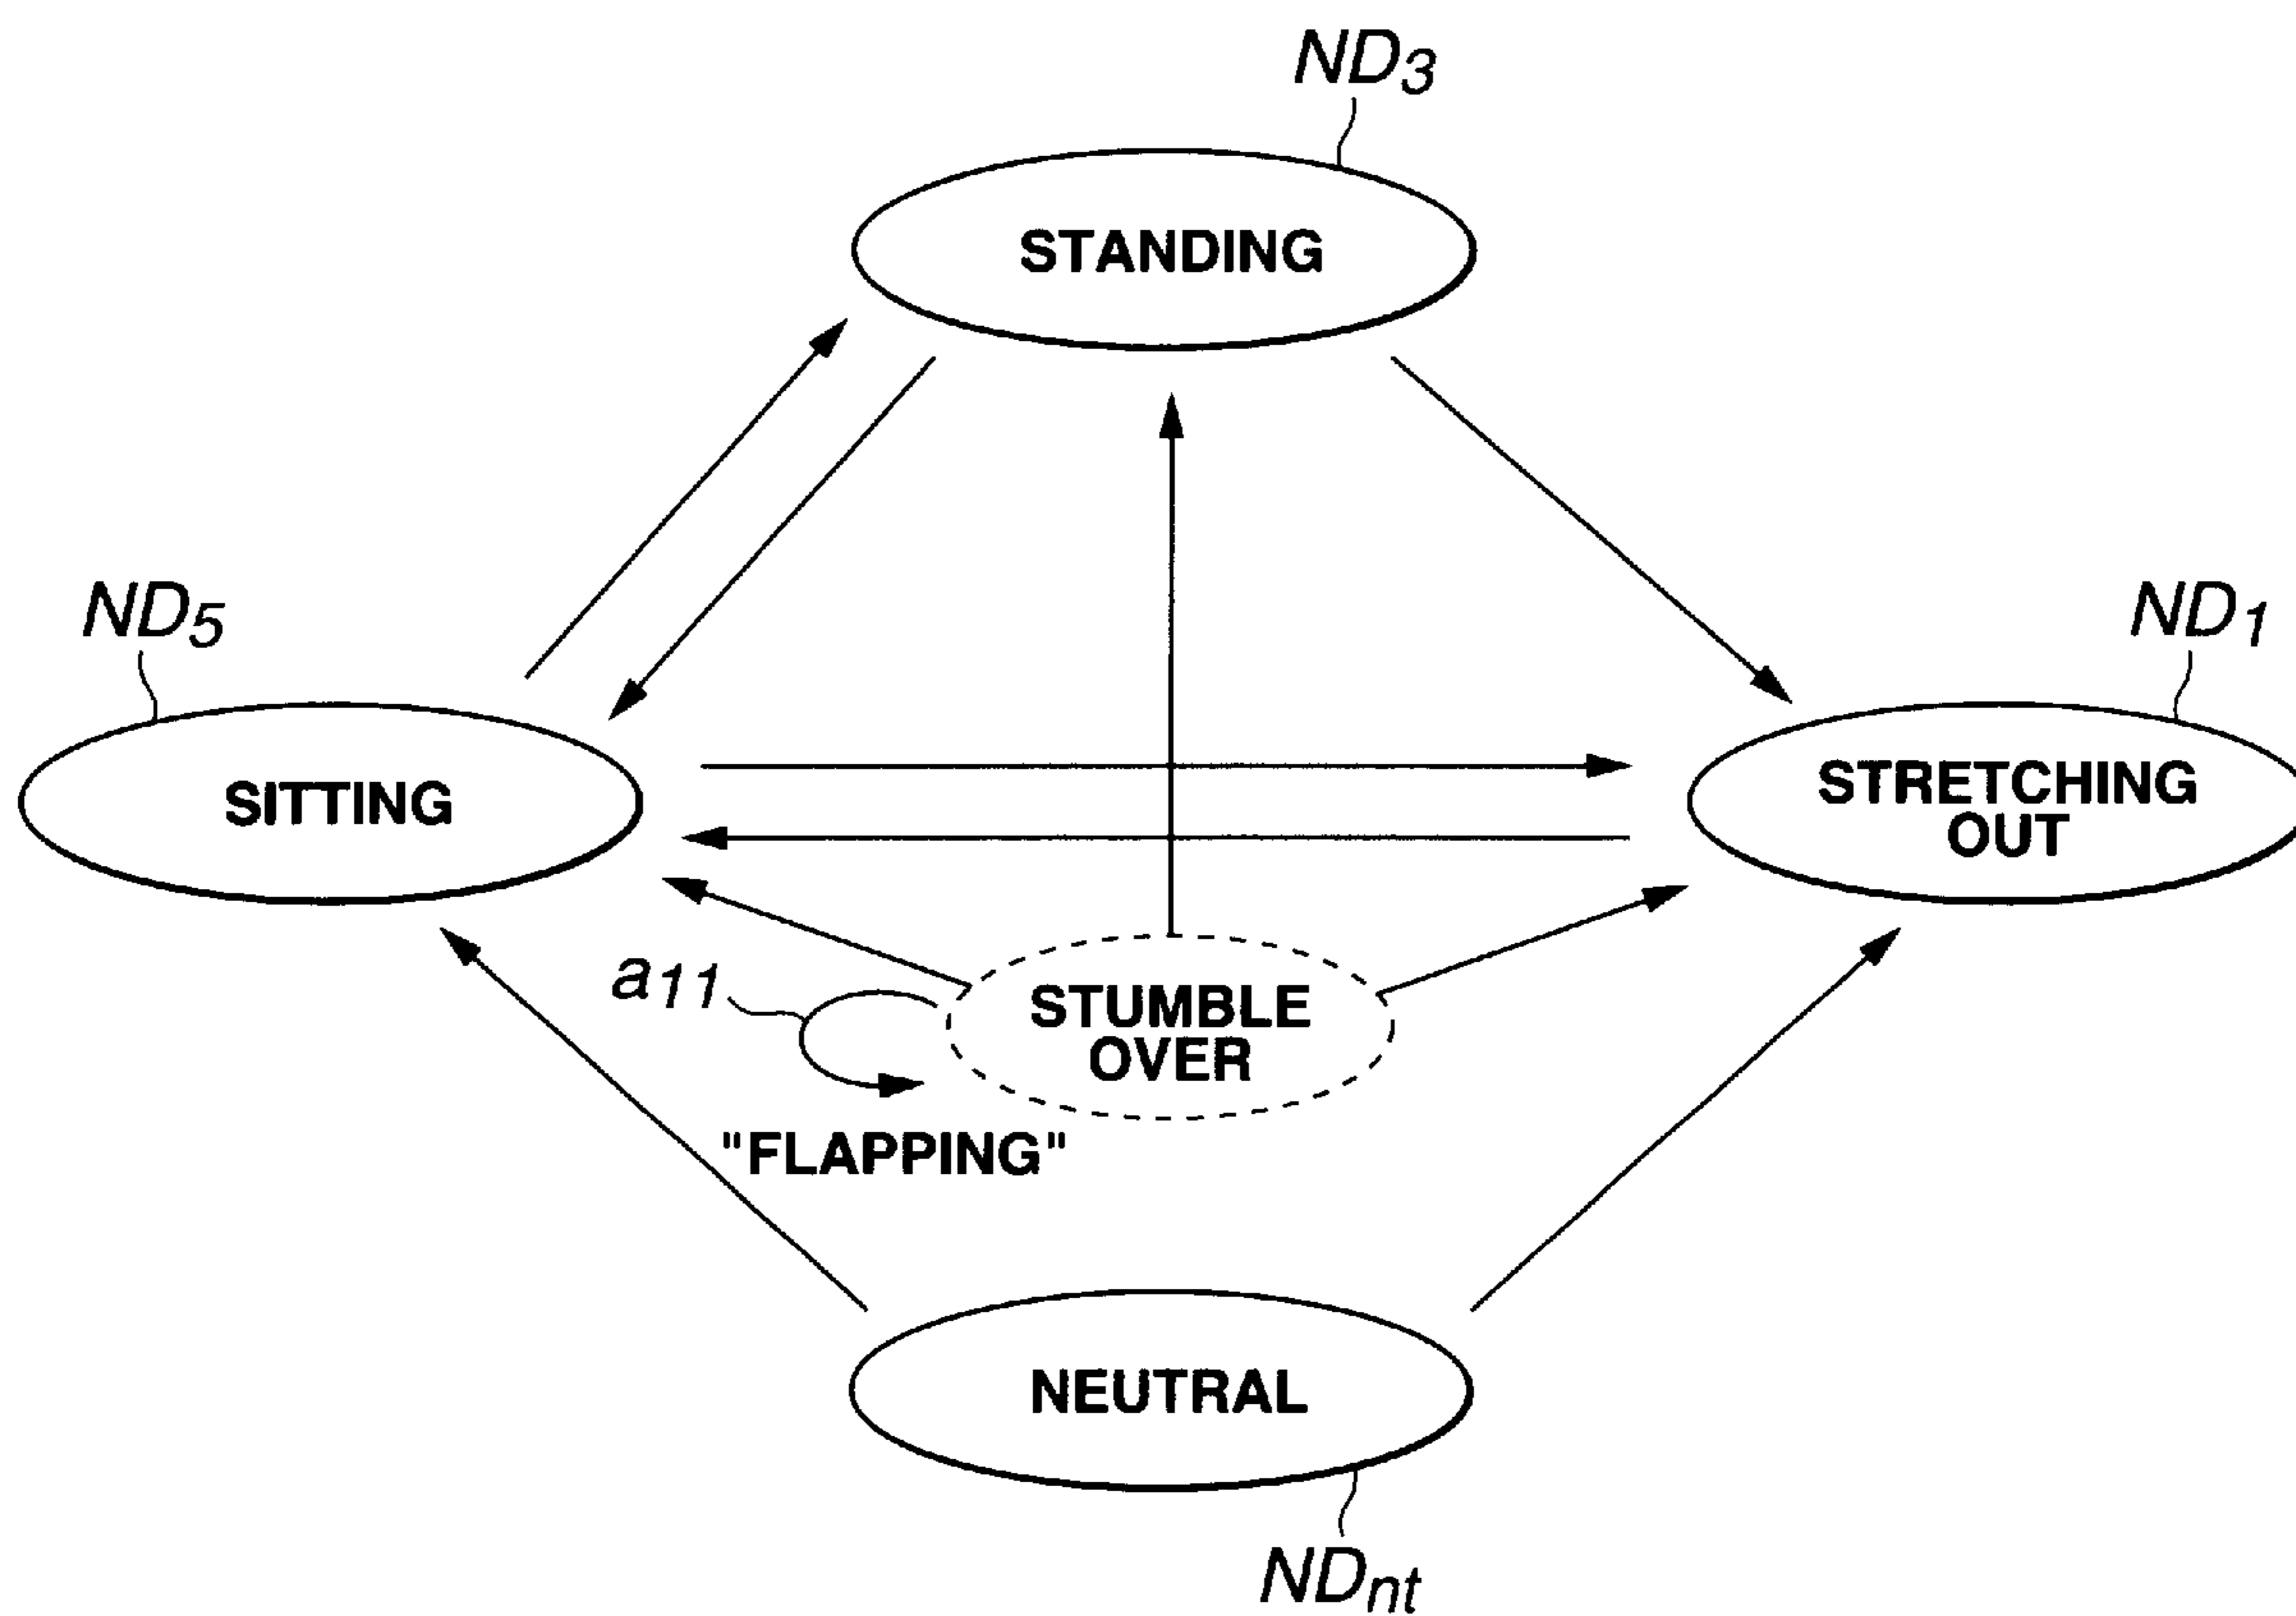 ND3
STANDING
ND5
ND1
SITTING
STRETCHING
OUT
a11
STUMBLE
OVER
"FLAPPING"
NEUTRAL
NDnt